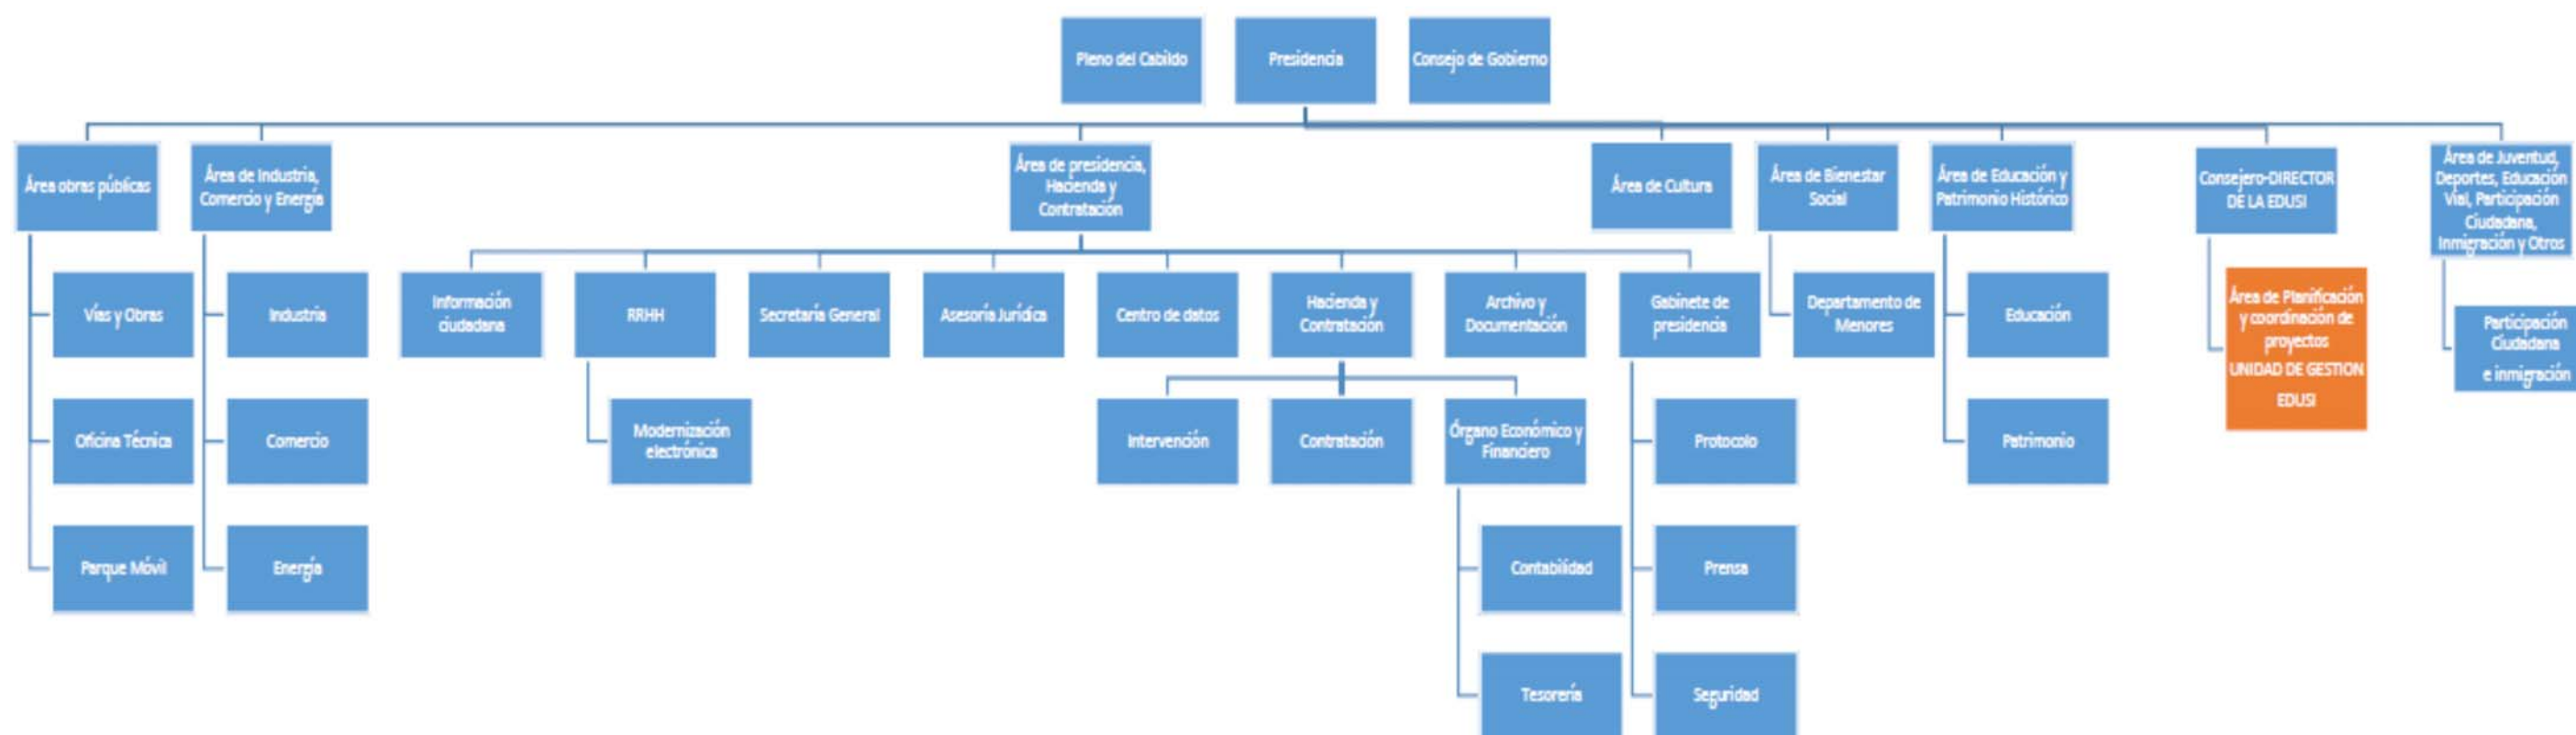 Pleno del Cabildo
Presidencia
Consejo de Gobierno
Área obras públicas
Área de Industria,
Comercio y Energía
Área de presidencia,
Hacienda y
Contratación
Área de Cultura
Área de Bienestar
Social
Área de Educación y
Patrimonio Histórico
Consejero-DIRECTOR
DE LA EDUSI
Área de Juventud,
Deportes, Educación
Vial, Participación
Ciudadana,
Inmigración y Otros
Vías y Obras
Industria
Información
ciudadana
RRHH
Secretaría General
Asesoría Jurídica
Centro de datos
Hacienda y
Contratación
Archivo y
Documentación
Gabinete de
presidencia
Departamento de
Menores
Educación
Área de Planificación
y coordinación de
proyectos
UNIDAD DE GESTION
EDUSI
Participación
Ciudadana
e inmigración
Oficina Técnica
Comercio
Modernización
electrónica
Intervención
Contratación
Órgano Económico y
Financiero
Protocolo
Patrimonio
Parque Móvil
Energía
Contabilidad
Prensa
Tesorería
Seguridad